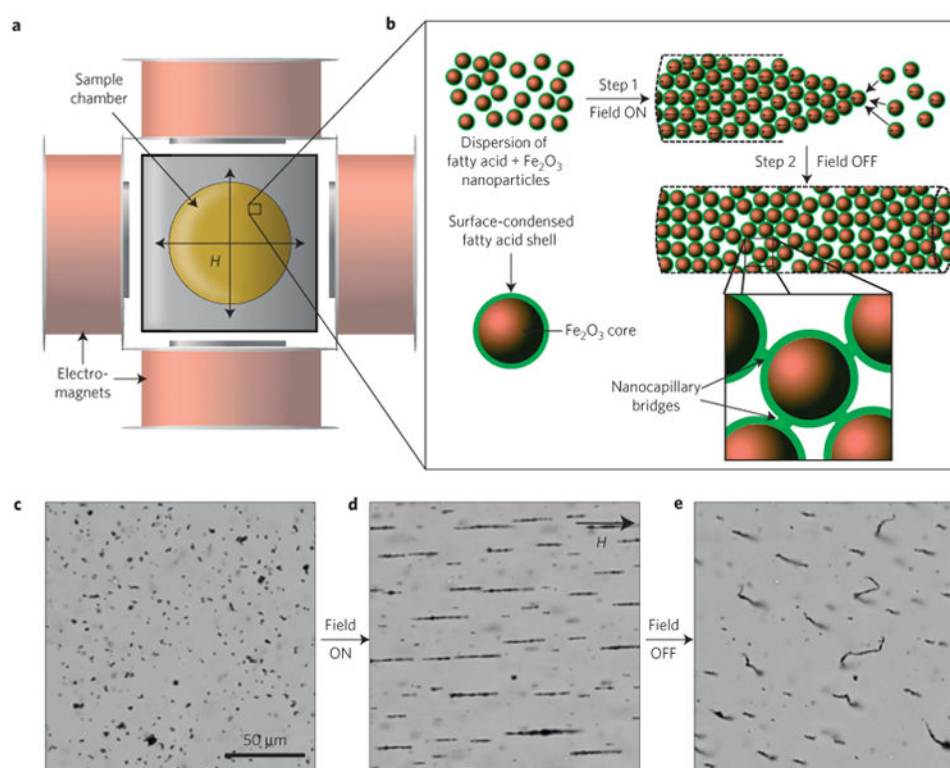 a
Sample
chamber
H
Electro-
magnets
b
Dispersion of
fatty acid + Fe₂O₃
nanoparticles
Step 1
Field ON
Step 2
Field OFF
Surface-condensed
fatty acid shell
Fe₂O₃ core
Nanocapillary
bridges
c
50 μm
Field
ON
d
H
Field
OFF
e